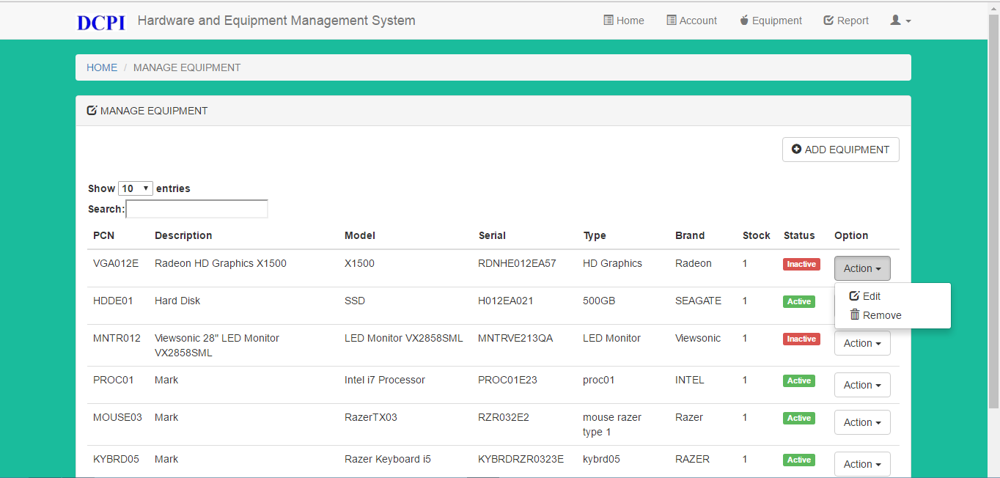 DCPI Hardware and Equipment Management System Home Account Equipment Report
HOME / MANAGE EQUIPMENT
MANAGE EQUIPMENT
ADD EQUIPMENT
Show 10 entries
Search:
PCN Description Model Serial Type Brand Stock Status Option
VGA012E Radeon HD Graphics X1500 X1500 RDNHE012EA57 HD Graphics Radeon 1 Inactive Action
Edit
Remove
HDDE01 Hard Disk SSD H012EA021 500GB SEAGATE 1 Active
MNTR012 Viewsonic 28" LED Monitor LED Monitor VX2858SML MNTRVE213QA LED Monitor Viewsonic 1 Inactive Action
VX2858SML
PROC01 Mark Intel i7 Processor PROC01E23 proc01 INTEL 1 Active Action
MOUSE03 Mark RazerTX03 RZR032E2 mouse razer Razer 1 Active Action
type 1
KYBRD05 Mark Razer Keyboard i5 KYBRDRZR0323E kybrd05 RAZER 1 Active Action